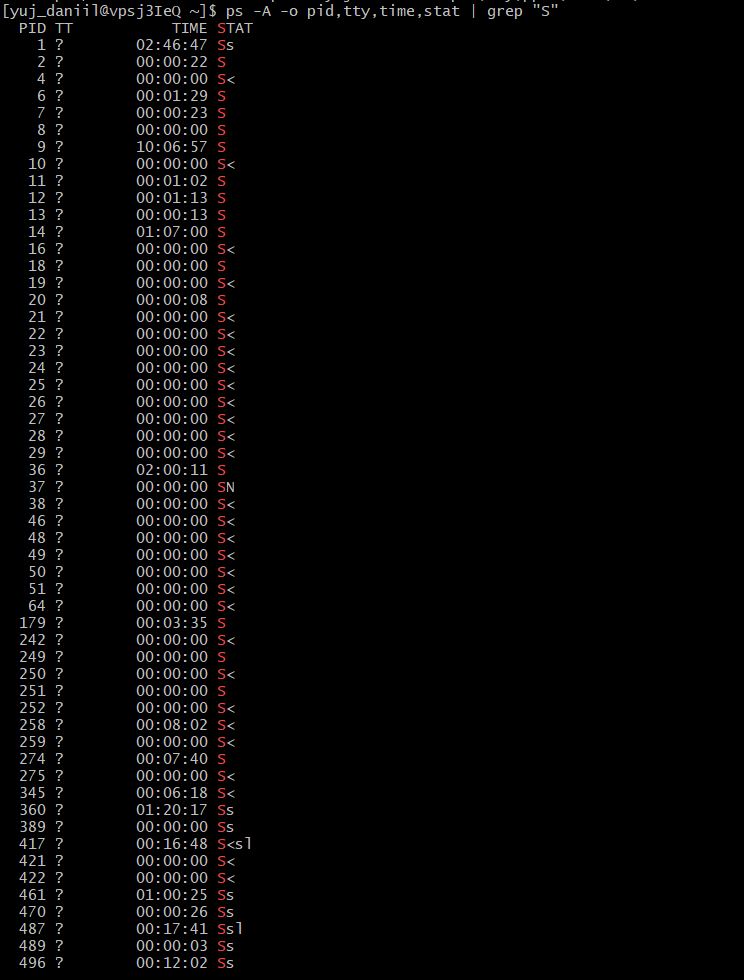 [yuj_daniil@vpsj3IeQ ~]$ ps -A -o pid,tty,time,stat | grep "S"
PID TT TIME STAT
1 ? 02:46:47 Ss
2 ? 00:00:22 S
4 ? 00:00:00 S<
6 ? 00:01:29 S
7 ? 00:00:23 S
8 ? 00:00:00 S
9 ? 10:06:57 S
10 ? 00:00:00 S<
11 ? 00:01:02 S
12 ? 00:01:13 S
13 ? 00:00:13 S
14 ? 01:07:00 S
16 ? 00:00:00 S<
18 ? 00:00:00 S
19 ? 00:00:00 S<
20 ? 00:00:08 S
21 ? 00:00:00 S<
22 ? 00:00:00 S<
23 ? 00:00:00 S<
24 ? 00:00:00 S<
25 ? 00:00:00 S<
26 ? 00:00:00 S<
27 ? 00:00:00 S<
28 ? 00:00:00 S<
29 ? 00:00:00 S<
36 ? 02:00:11 S
37 ? 00:00:00 SN
38 ? 00:00:00 S<
46 ? 00:00:00 S<
48 ? 00:00:00 S<
49 ? 00:00:00 S<
50 ? 00:00:00 S<
51 ? 00:00:00 S<
64 ? 00:00:00 S<
179 ? 00:03:35 S
242 ? 00:00:00 S<
249 ? 00:00:00 S
250 ? 00:00:00 S<
251 ? 00:00:00 S
252 ? 00:00:00 S<
258 ? 00:08:02 S<
259 ? 00:00:00 S<
274 ? 00:07:40 S
275 ? 00:00:00 S<
345 ? 00:06:18 S<
360 ? 01:20:17 Ss
389 ? 00:00:00 Ss
417 ? 00:16:48 S<sl
421 ? 00:00:00 S<
422 ? 00:00:00 S<
461 ? 01:00:25 Ss
470 ? 00:00:26 Ss
487 ? 00:17:41 Ssl
489 ? 00:00:03 Ss
496 ? 00:12:02 Ss